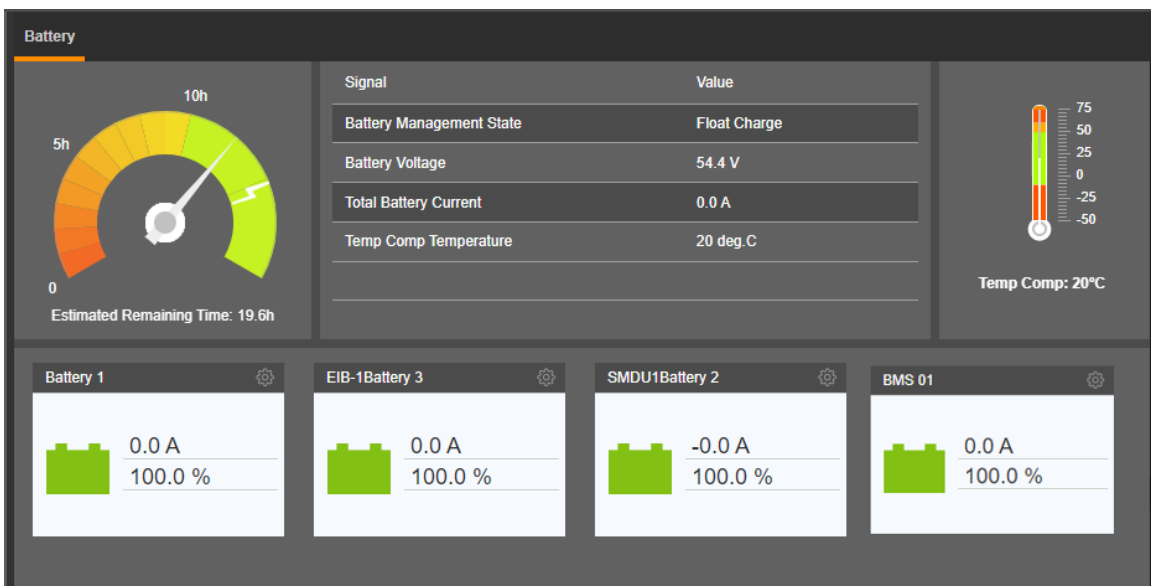 Battery
10h
5h
0
Estimated Remaining Time: 19.6h
Signal Value
Battery Management State Float Charge
Battery Voltage 54.4 V
Total Battery Current 0.0 A
Temp Comp Temperature 20 deg.C
75
50
25
0
-25
-50
Temp Comp: 20°C
Battery 1
0.0 A
100.0 %
EIB-1Battery 3
0.0 A
100.0 %
SMDU1Battery 2
-0.0 A
100.0 %
BMS 01
0.0 A
100.0 %